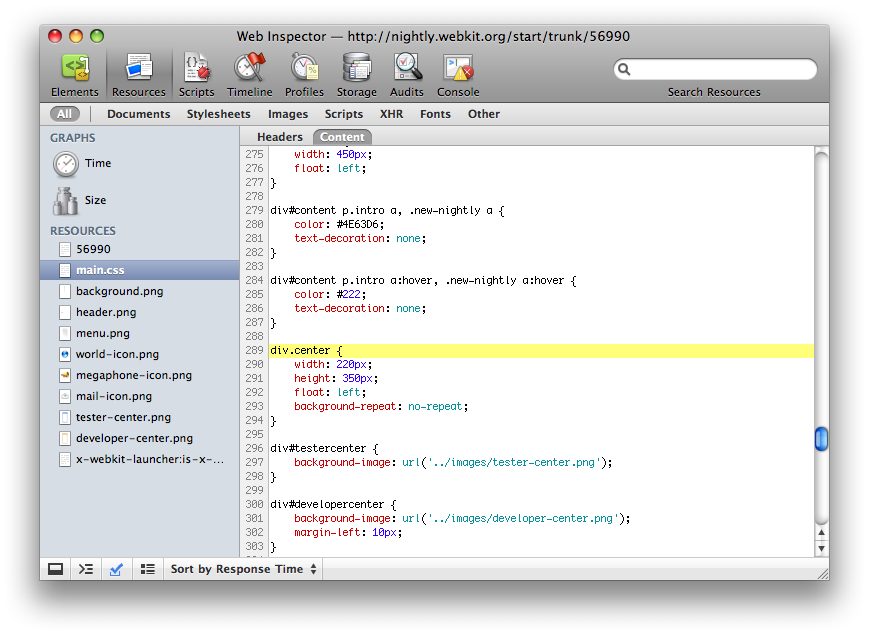 Web Inspector — http://nightly.webkit.org/start/trunk/56990
Elements Resources Scripts Timeline Profiles Storage Audits Console
Search Resources
All Documents Stylesheets Images Scripts XHR Fonts Other
GRAPHS
Time
Size
RESOURCES
56990
main.css
background.png
header.png
menu.png
world-icon.png
megaphone-icon.png
mail-icon.png
tester-center.png
developer-center.png
x-webkit-launcher:is-x-...
Headers Content
275 width: 450px;
276 float: left;
277 }
278
279 div#content p.intro a, .new-nightly a {
280 color: #4E63D6;
281 text-decoration: none;
282 }
283
284 div#content p.intro a:hover, .new-nightly a:hover {
285 color: #222;
286 text-decoration: none;
287 }
288
289 div.center {
290 width: 220px;
291 height: 350px;
292 float: left;
293 background-repeat: no-repeat;
294 }
295
296 div#testercenter {
297 background-image: url('../images/tester-center.png');
298 }
299
300 div#developercenter {
301 background-image: url('../images/developer-center.png');
302 margin-left: 10px;
303 }
Sort by Response Time